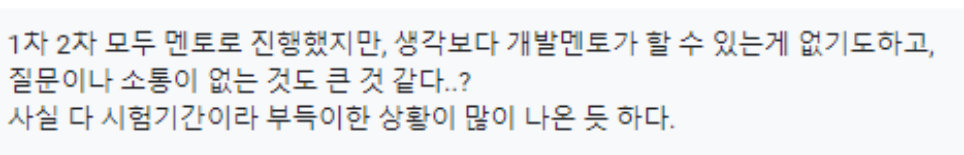 1차 2차 모두 멘토로 진행했지만, 생각보다 개발멘토가 할 수 있는게 없기도하고,
질문이나 소통이 없는 것도 큰 것 같다..?
사실 다 시험기간이라 부득이한 상황이 많이 나온 듯 하다.